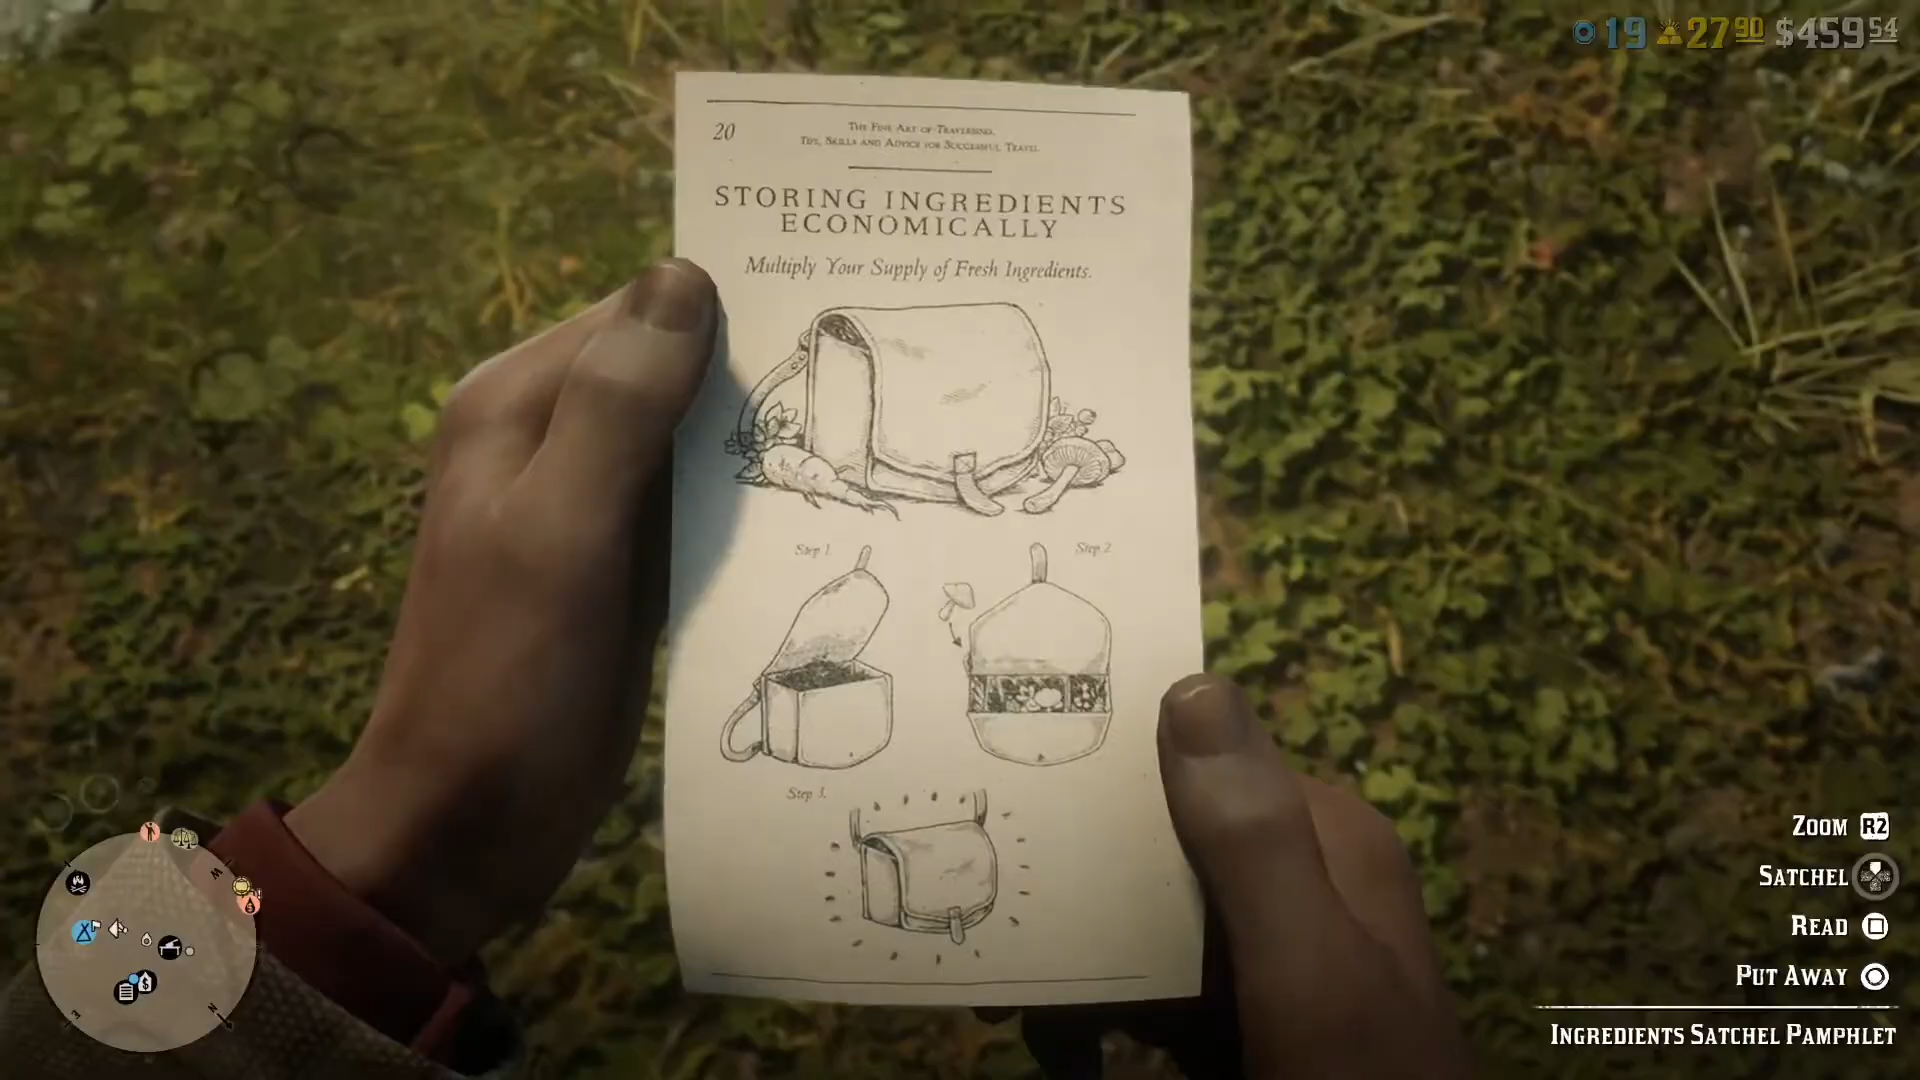 19 27 90 $459 54
20
The Fine Art of Traversing.
Tips, Skills and Advice for Successful Travel
STORING INGREDIENTS
ECONOMICALLY
Multiply Your Supply of Fresh Ingredients.
Step 1.
Step 2
Step 3.
W
N
E
Zoom R2
Satchel
Read
Put Away
Ingredients Satchel Pamphlet